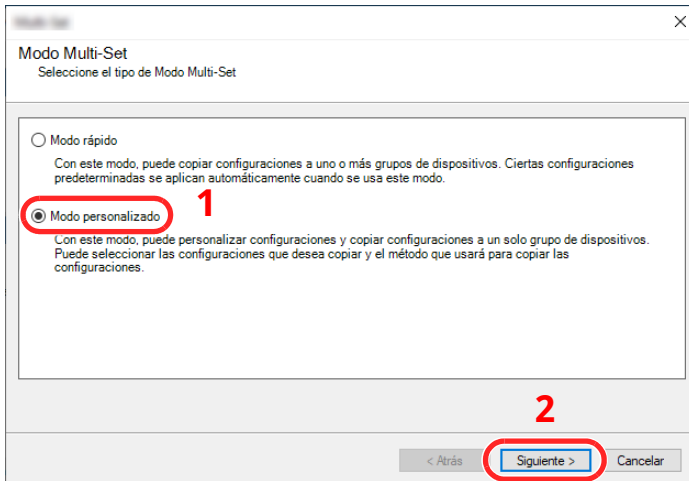 Modo Multi-Set
Seleccione el tipo de Modo Multi-Set
Modo rápido
Con este modo, puede copiar configuraciones a uno o más grupos de dispositivos. Ciertas configuraciones
predeterminadas se aplican automáticamente cuando se usa este modo.
1
Modo personalizado
Con este modo, puede personalizar configuraciones y copiar configuraciones a un solo grupo de dispositivos.
Puede seleccionar las configuraciones que desea copiar y el método que usará para copiar las
configuraciones.
2
< Atrás Siguiente > Cancelar